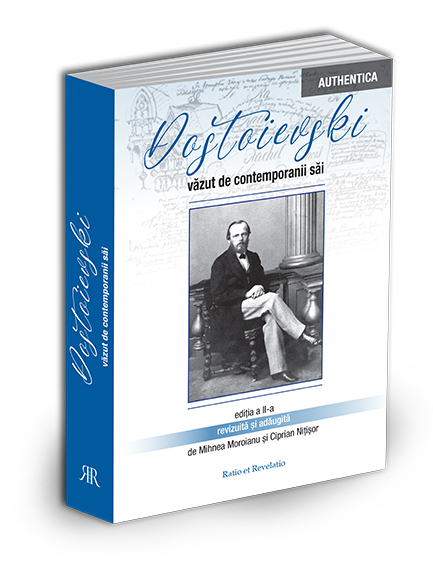 AUTHENTICA
Dostoievski
văzut de contemporanii săi
ediția a II-a
revizuită și adăugită
de Mihnea Moroianu și Ciprian Nițișor
Ratio et Revelatio
Dostoievski
văzut de contemporanii săi